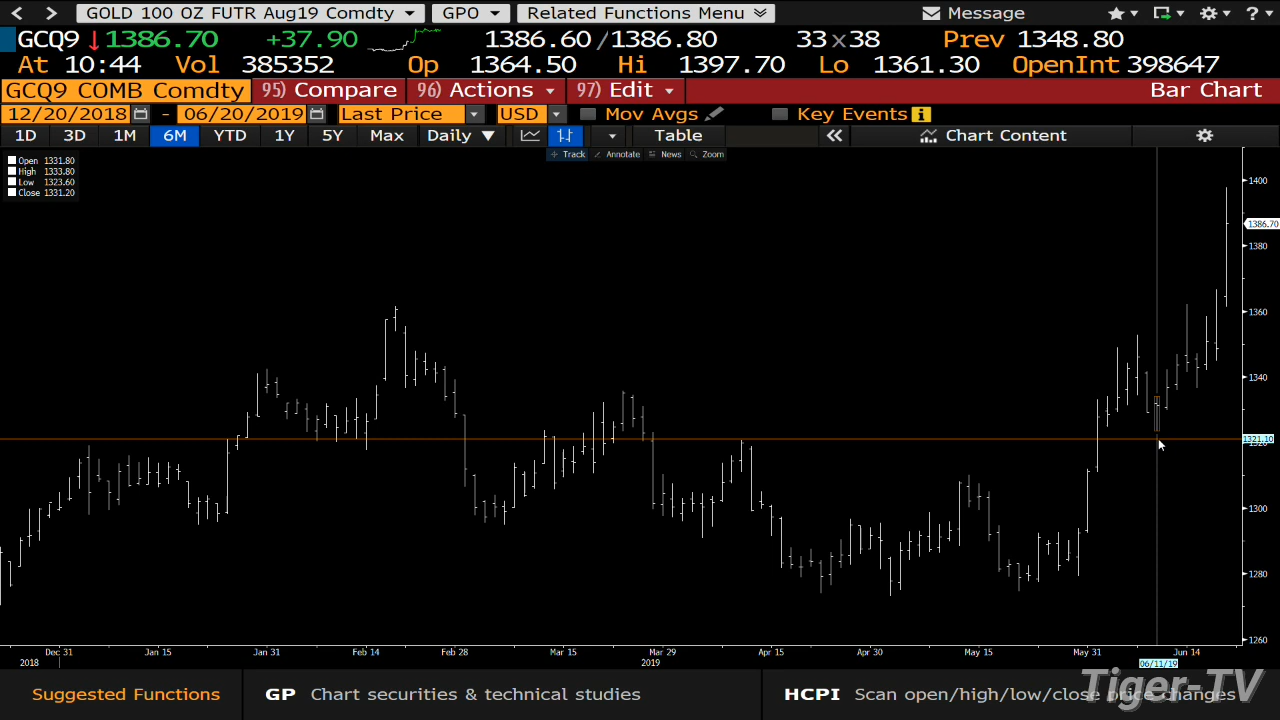 GOLD 100 OZ FUTR Aug19 Comdty GPO Related Functions Menu Message ?
GCQ9 ↓1386.70 +37.90 1386.60/1386.80 33x38 Prev 1348.80
At 10:44 Vol 385352 Op 1364.50 Hi 1397.70 Lo 1361.30 OpenInt 398647
GCQ9 COMB Comdty 95) Compare 96) Actions 97) Edit Bar Chart
12/20/2018 - 06/20/2019 Last Price USD Mov Avgs Key Events i
1D 3D 1M 6M YTD 1Y 5Y Max Daily ▼ Table « Chart Content
Track Annotate News Zoom
Open 1331.80
High 1333.80
Low 1323.60
Close 1331.20
1400
1386.70
1380
1360
1340
1321.10
1300
1280
1260
Dec 31 Jan 15 Jan 31 Feb 14 Feb 28 Mar 15 Mar 29 Apr 15 Apr 30 May 15 May 31 Jun 14
2018 2019 06/11/19
Suggested Functions GP Chart securities & technical studies HCPI Scan open/high/low/close price changes
Tiger-TV